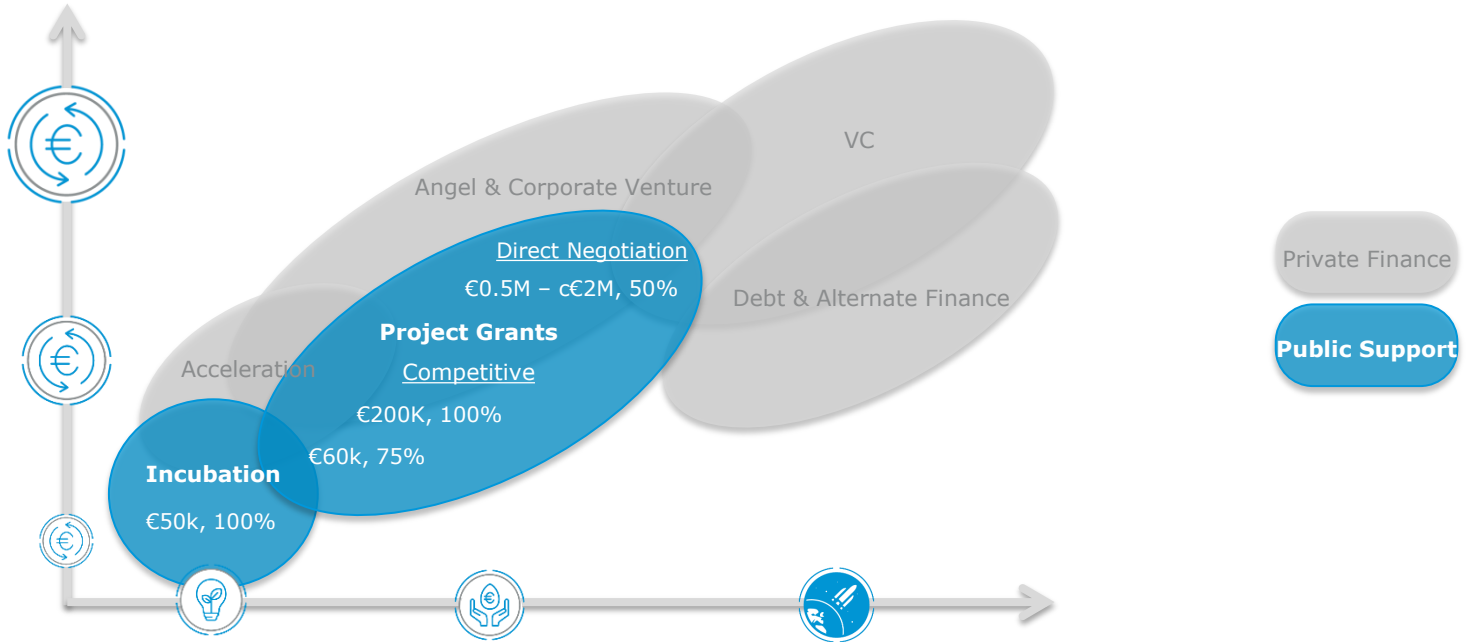 VC
Angel & Corporate Venture
Direct Negotiation
€0.5M – c€2M, 50%
Debt & Alternate Finance
Project Grants
Acceleration
Competitive
€200K, 100%
€60k, 75%
Incubation
€50k, 100%
Private Finance
Public Support
€
€
€
€